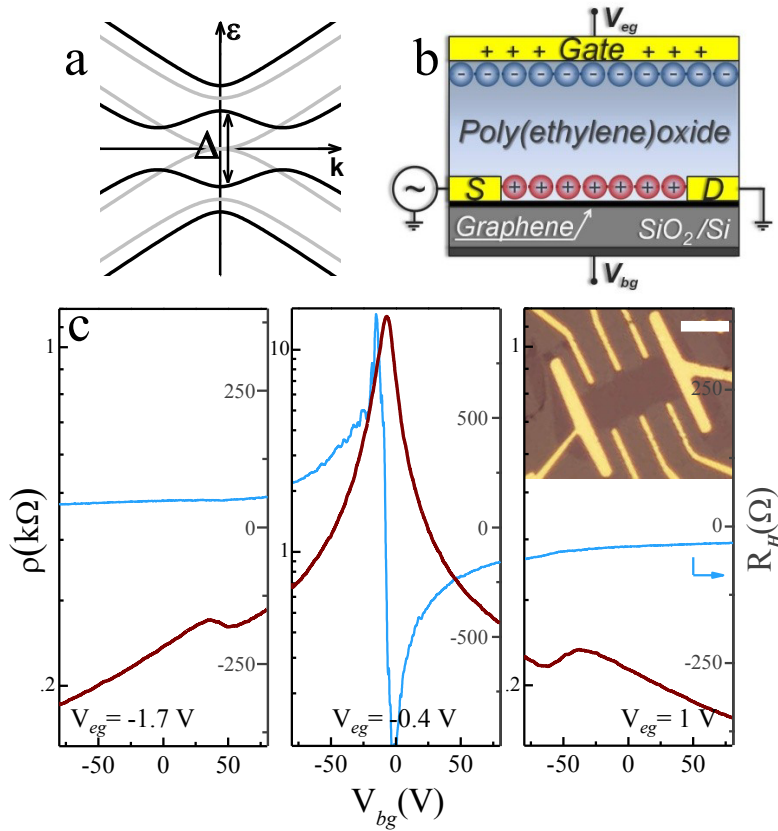 a
ε
Δ
k
b
V_eg
+ + + Gate + + +
- - - - - - - - -
Poly(ethylene)oxide
~
S + + + + + + + D
Graphene
SiO₂/Si
V_bg
c
1
.2
250
0
-250
V_eg= -1.7 V
10
1
500
0
-500
V_eg= -0.4 V
1
.2
250
0
-250
V_eg= 1 V
ρ(kΩ)
R_H(Ω)
-50 0 50
-50 0 50
-50 0 50
V_bg(V)